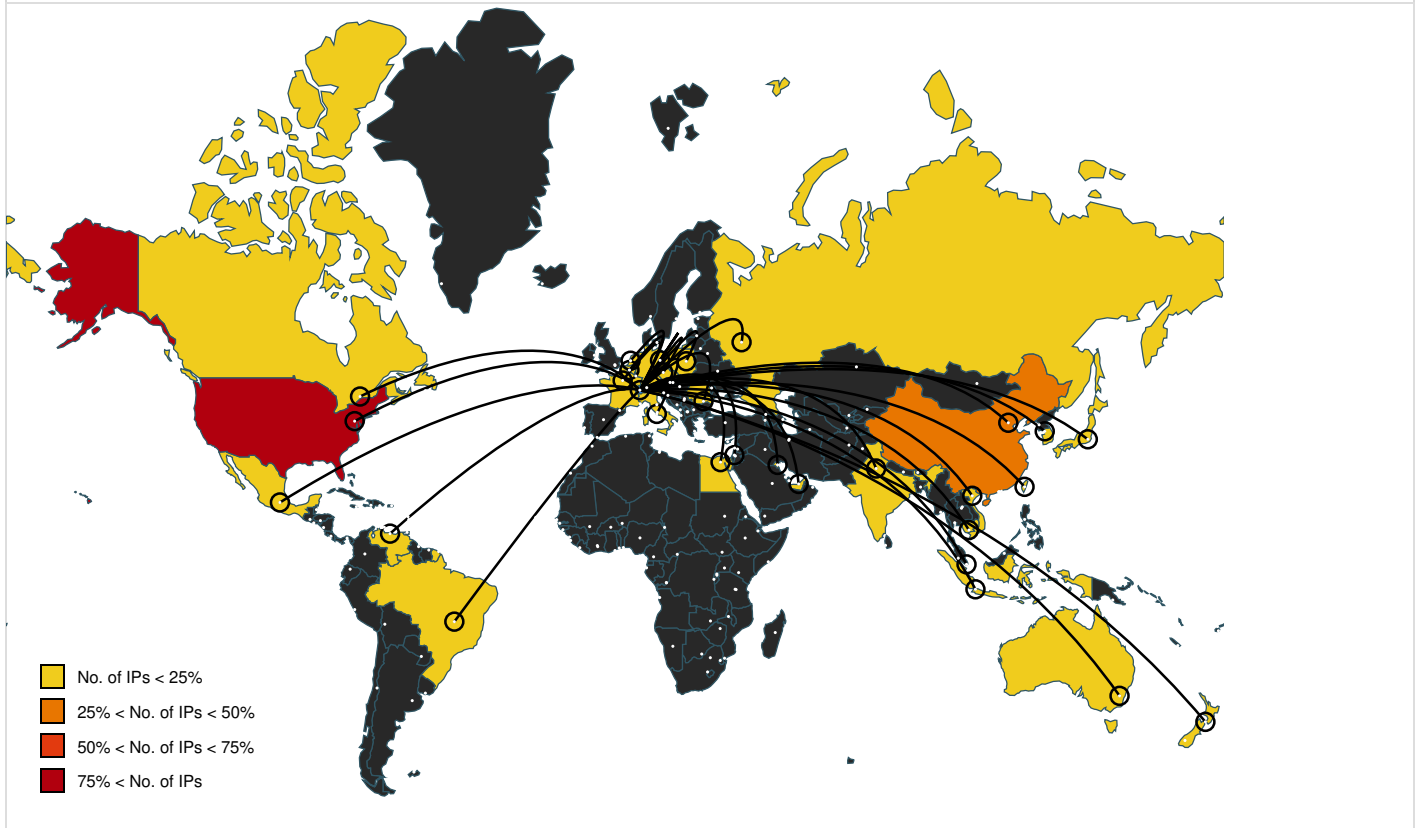 No. of IPs < 25%
25% < No. of IPs < 50%
50% < No. of IPs < 75%
75% < No. of IPs